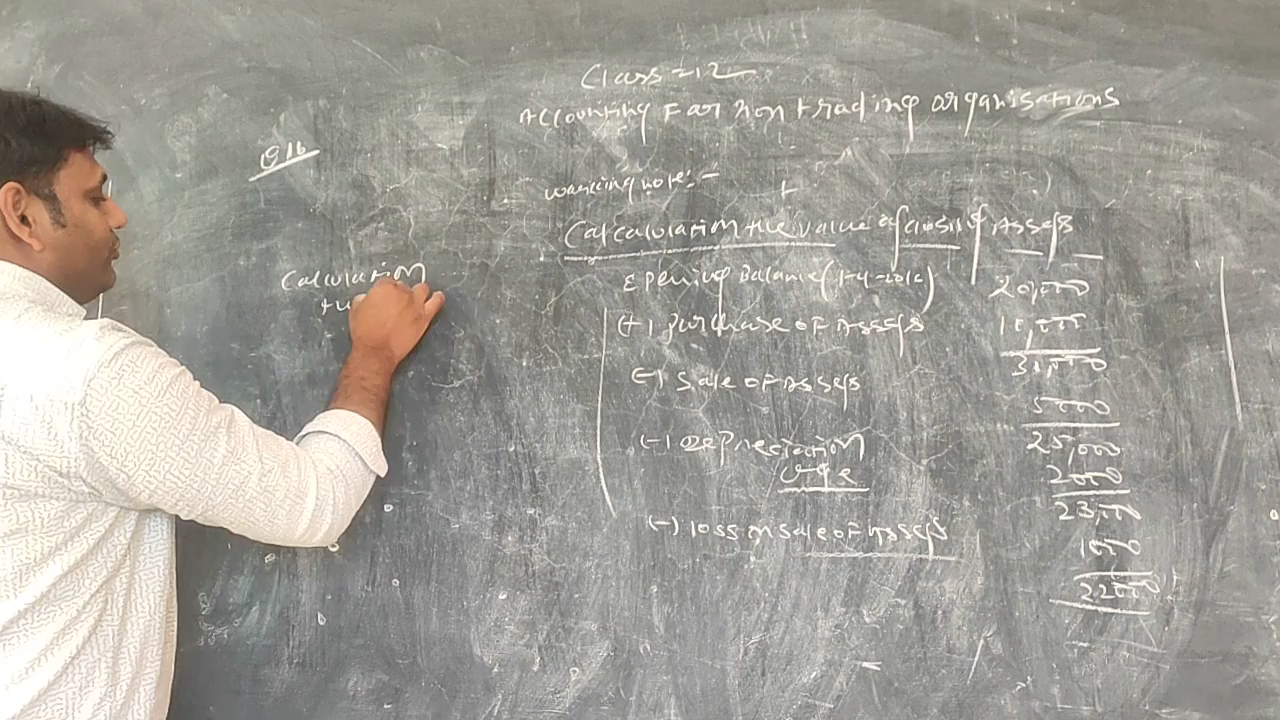 Class-12
Accounting For non trading organisations
Q16
Working note:-
Calculation the value of closing Assets
Opening Balance (1-4-2016) 20,000
(+) Purchase of Assets 10,000
30,000
(-) Sale of Assets 5000
25,000
(-) Depreciation 2000
23,000
(-) loss on sale of Assets 1000
22000
Calculation